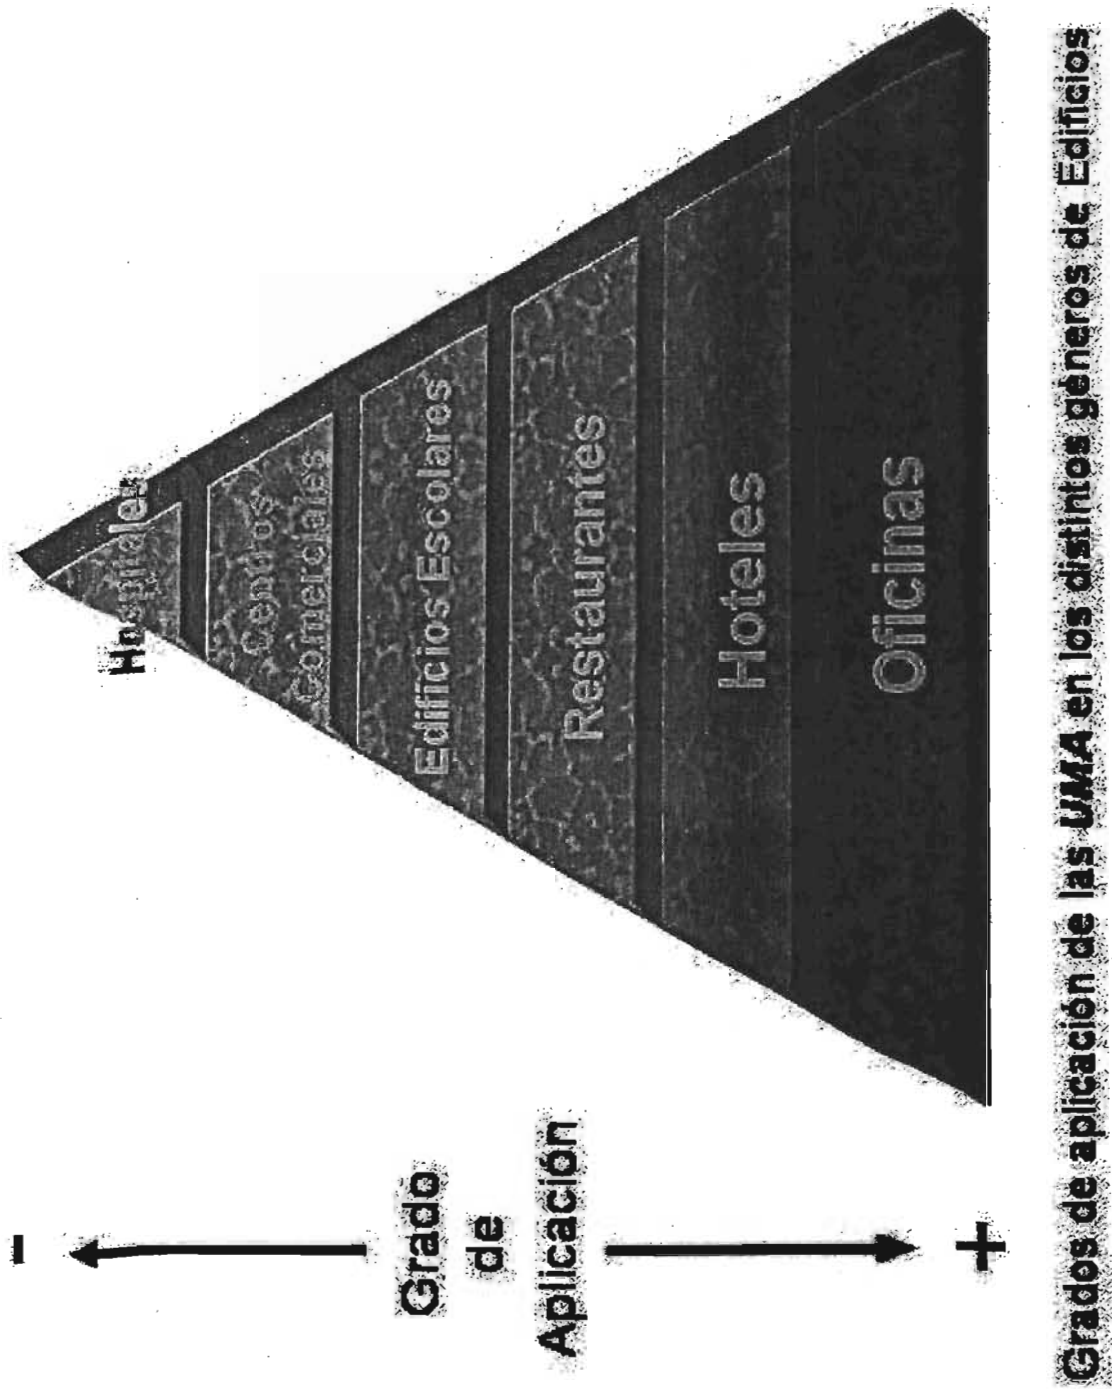 -
Grado
de
Aplicación
+
Hospitales
Centros
Comerciales
Edificios Escolares
Restaurantes
Hoteles
Oficinas
Grados de aplicación de las UMA en los distintos géneros de Edificios